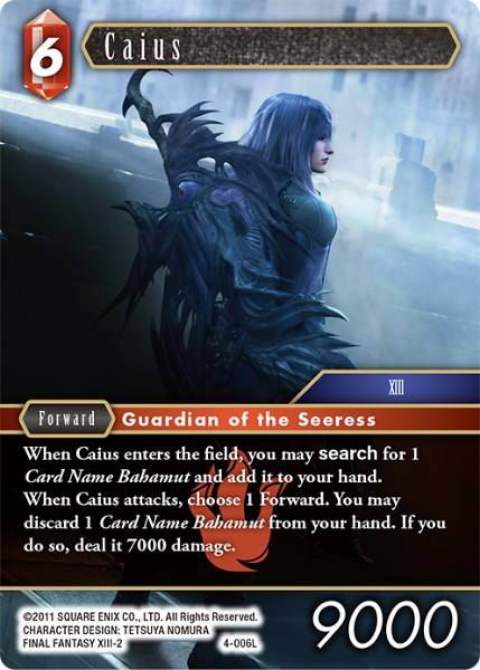 6
Caius
XIII
Forward
Guardian of the Seeress
When Caius enters the field, you may search for 1
Card Name Bahamut and add it to your hand.
When Caius attacks, choose 1 Forward. You may
discard 1 Card Name Bahamut from your hand. If you
do so, deal it 7000 damage.
©2011 SQUARE ENIX CO., LTD. All Rights Reserved.
CHARACTER DESIGN: TETSUYA NOMURA
FINAL FANTASY XIII-2
4-006L
9000